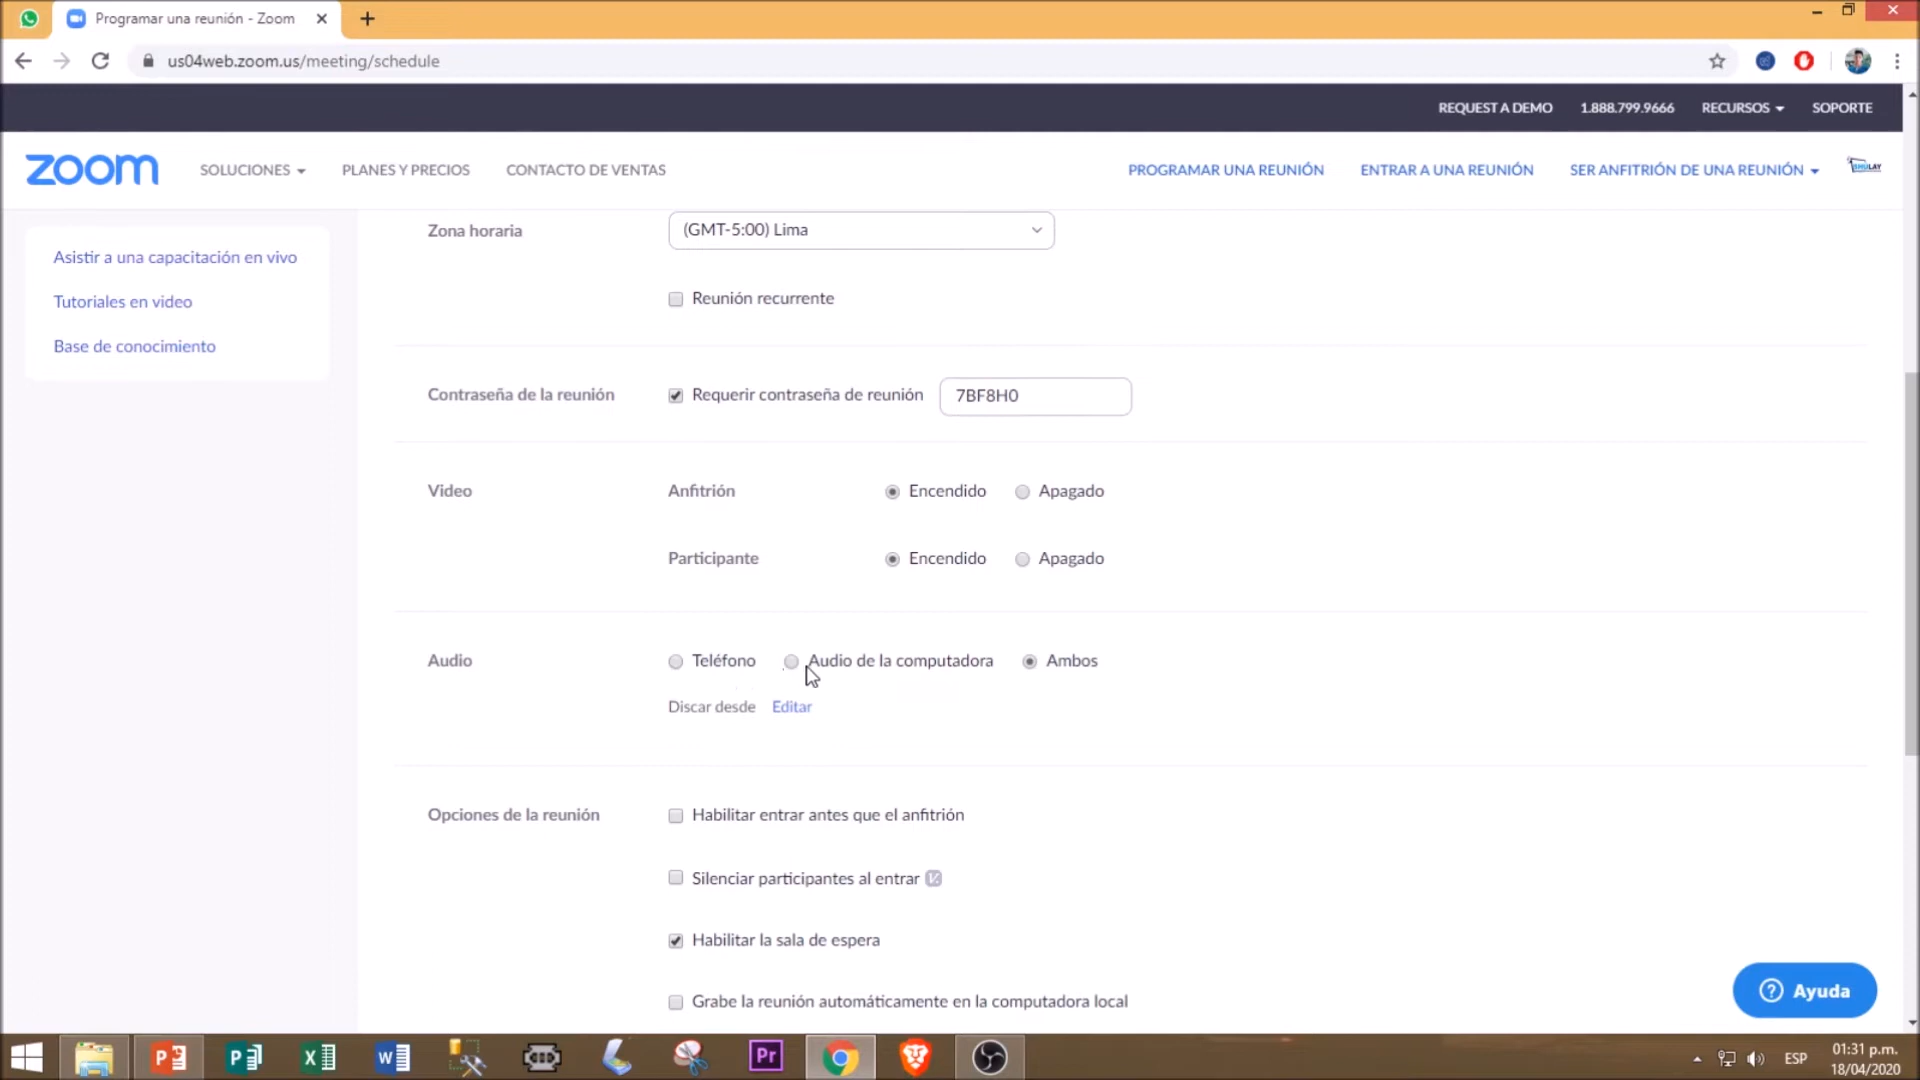 Programar una reunión - Zoom
us04web.zoom.us/meeting/schedule
REQUEST A DEMO 1.888.799.9666 RECURSOS SOPORTE
zoom SOLUCIONES PLANES Y PRECIOS CONTACTO DE VENTAS PROGRAMAR UNA REUNIÓN ENTRAR A UNA REUNIÓN SER ANFITRIÓN DE UNA REUNIÓN
Asistir a una capacitación en vivo
Tutoriales en video
Base de conocimiento
Zona horaria (GMT-5:00) Lima
Reunión recurrente
Contraseña de la reunión Requerir contraseña de reunión 7BF8H0
Video Anfitrión Encendido Apagado
Participante Encendido Apagado
Audio Teléfono Audio de la computadora Ambos
Discar desde Editar
Opciones de la reunión Habilitar entrar antes que el anfitrión
Silenciar participantes al entrar
Habilitar la sala de espera
Grabe la reunión automáticamente en la computadora local
Ayuda
ESP 01:31 p.m.
18/04/2020